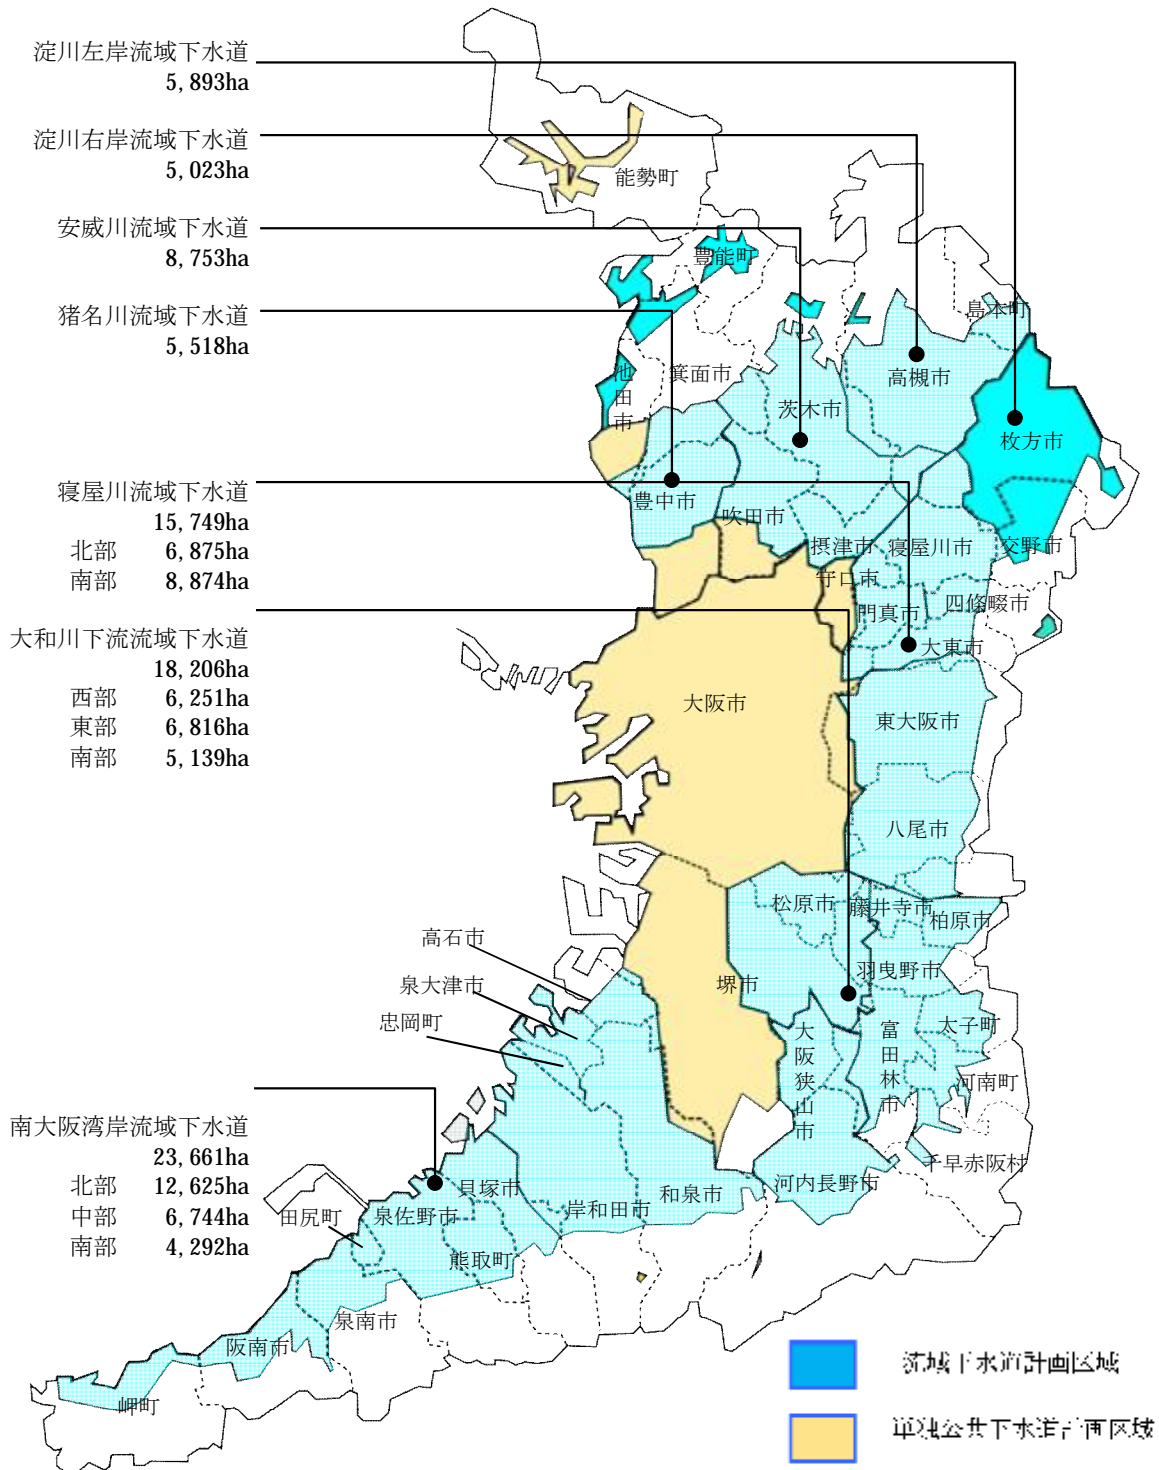 淀川左岸流域下水道
5,893ha
淀川右岸流域下水道
5,023ha
安威川流域下水道
8,753ha
猪名川流域下水道
5,518ha
寝屋川流域下水道
15,749ha
北部 6,875ha
南部 8,874ha
大和川下流流域下水道
18,206ha
西部 6,251ha
東部 6,816ha
南部 5,139ha
南大阪湾岸流域下水道
23,661ha
北部 12,625ha
中部 6,744ha
南部 4,292ha
能勢町
豊能町
島本町
池田市
箕面市
高槻市
茨木市
枚方市
豊中市
吹田市
摂津市
寝屋川市
交野市
守口市
門真市
四條畷市
大東市
大阪市
東大阪市
八尾市
松原市
藤井寺市
柏原市
高石市
泉大津市
忠岡町
堺市
羽曳野市
大阪狭山市
富田林市
太子町
河南町
千早赤阪村
河内長野市
和泉市
岸和田市
貝塚市
泉佐野市
田尻町
熊取町
泉南市
阪南市
岬町
流域下水道計画区域
単独公共下水道計画区域